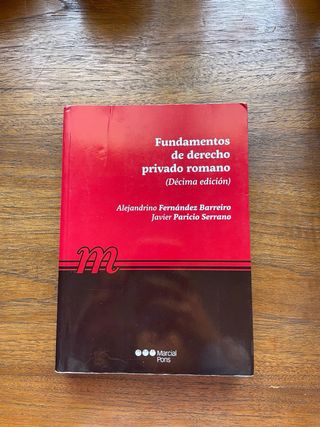 Fundamentos
de derecho
privado romano
(Décima edición)
Alejandrino Fernández Barreiro
Javier Paricio Serrano
m
Marcial
Pons